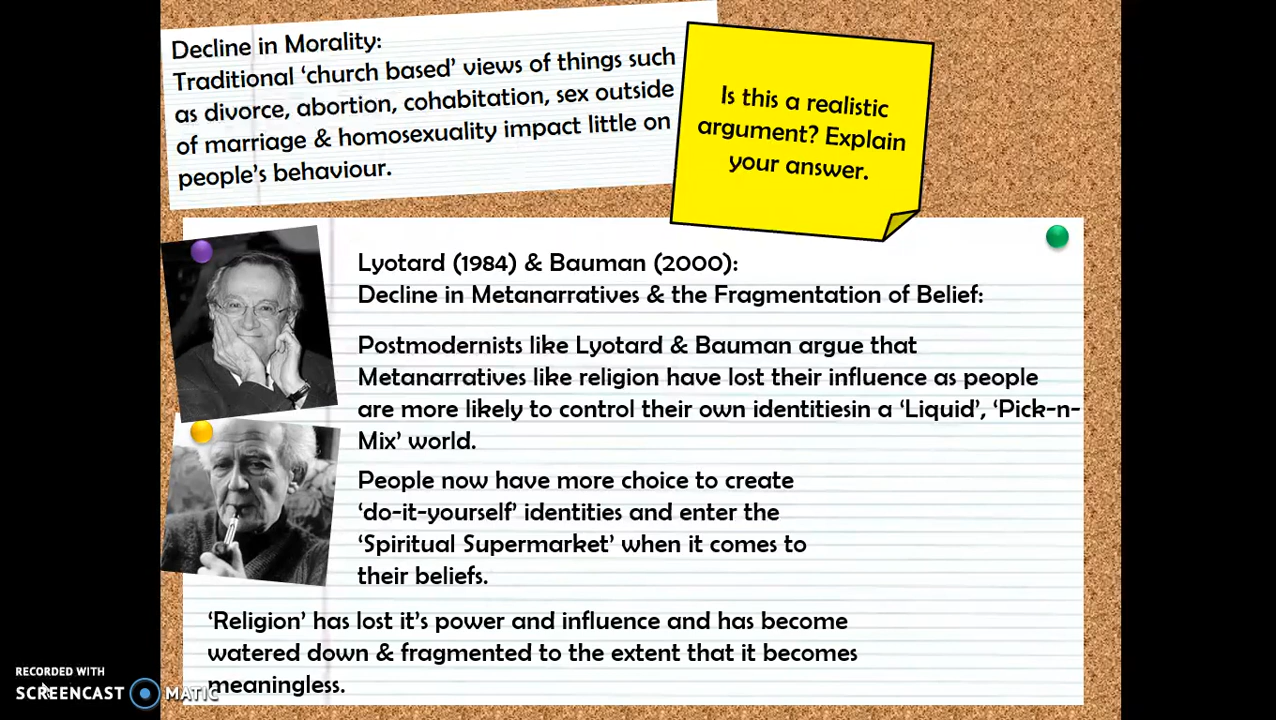 Decline in Morality:
Traditional ‘church based’ views of things such
as divorce, abortion, cohabitation, sex outside
of marriage & homosexuality impact little on
people’s behaviour.
Is this a realistic
argument? Explain
your answer.
Lyotard (1984) & Bauman (2000):
Decline in Metanarratives & the Fragmentation of Belief:
Postmodernists like Lyotard & Bauman argue that
Metanarratives like religion have lost their influence as people
are more likely to control their own identitiesin a ‘Liquid’, ‘Pick-n-
Mix’ world.
People now have more choice to create
‘do-it-yourself’ identities and enter the
‘Spiritual Supermarket’ when it comes to
their beliefs.
‘Religion’ has lost it’s power and influence and has become
watered down & fragmented to the extent that it becomes
meaningless.
RECORDED WITH
SCREENCAST MATIC